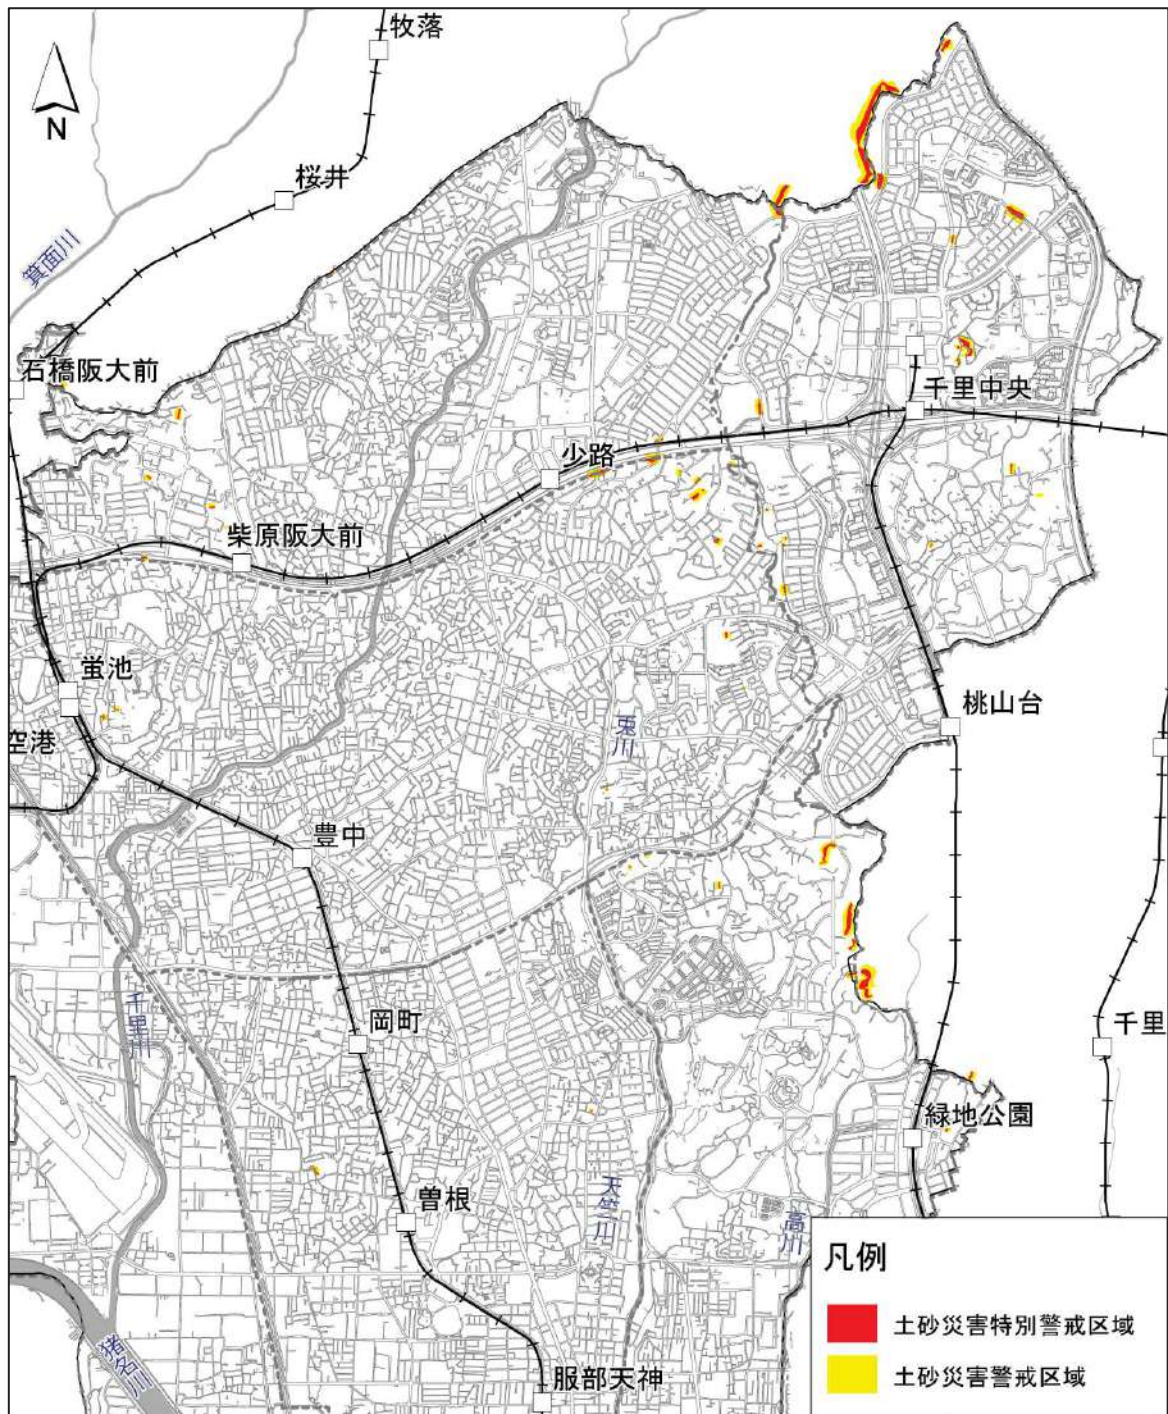 牧落
N
桜井
箕面川
石橋阪大前
千里中央
少路
柴原阪大前
蛍池
桃山台
兎川
空港
豊中
千里川
岡町
千里
緑地公園
曽根
天竺川
高川
凡例
土砂災害特別警戒区域
猪名川
服部天神
土砂災害警戒区域